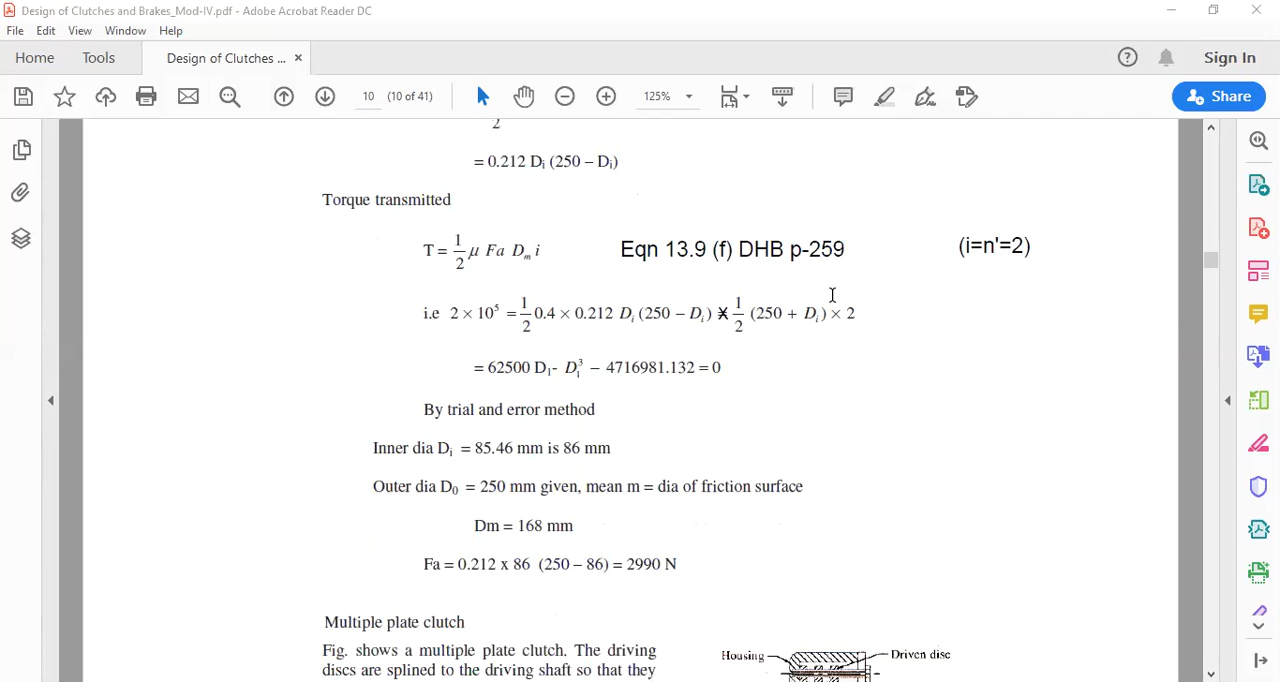 Design of Clutches and Brakes_Mod-IV.pdf - Adobe Acrobat Reader DC
File Edit View Window Help
Home Tools Design of Clutches ... × Sign In
10 (10 of 41) 125% Share
2
= 0.212 Dᵢ (250 – Dᵢ)
Torque transmitted
T = 1/2 μ Fa Dₘ i Eqn 13.9 (f) DHB p-259 (i=n'=2)
i.e 2 × 10⁵ = 1/2 0.4 × 0.212 Dᵢ (250 − Dᵢ) × 1/2 (250 + Dᵢ) × 2
= 62500 D₁- D₁³ − 4716981.132 = 0
By trial and error method
Inner dia Dᵢ = 85.46 mm is 86 mm
Outer dia D₀ = 250 mm given, mean m = dia of friction surface
Dm = 168 mm
Fa = 0.212 x 86 (250 – 86) = 2990 N
Multiple plate clutch
Fig. shows a multiple plate clutch. The driving
discs are splined to the driving shaft so that they
Housing Driven disc